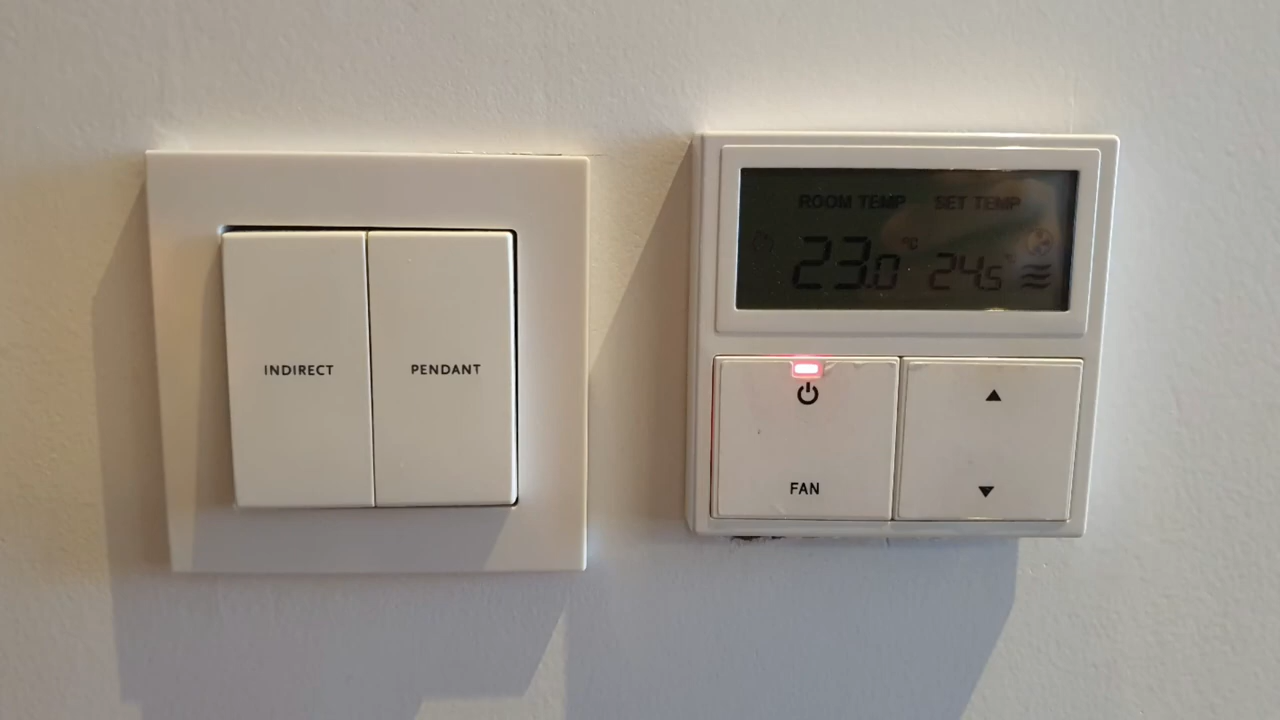 INDIRECT
PENDANT
ROOM TEMP
SET TEMP
23.0 °C
24.5 °C
FAN